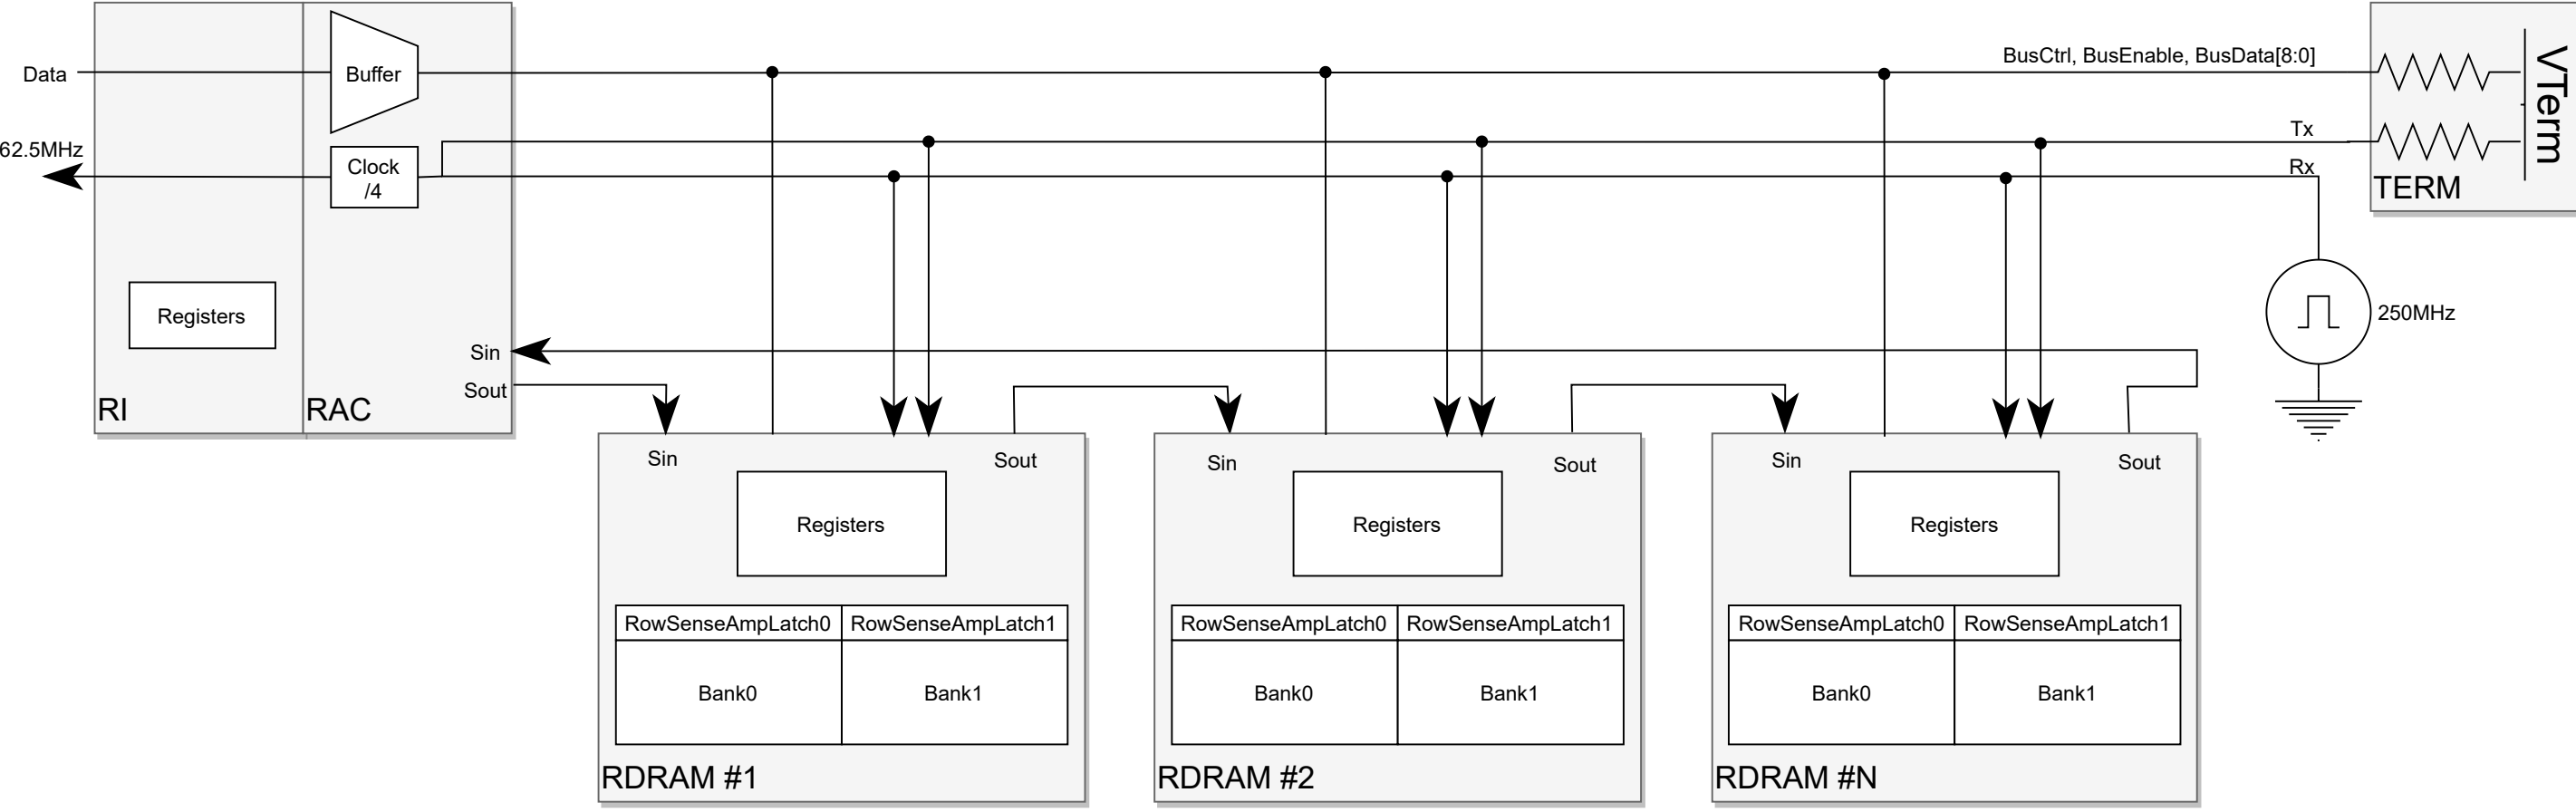 BusCtrl, BusEnable, BusData[8:0]
Data
Buffer
VTerm
Tx
62.5MHz
Clock
/4
Rx
TERM
Registers
250MHz
Sin
Sout
RI
RAC
Sin
Sout
Sin
Sout
Sin
Sout
Registers
Registers
Registers
RowSenseAmpLatch0
RowSenseAmpLatch1
RowSenseAmpLatch0
RowSenseAmpLatch1
RowSenseAmpLatch0
RowSenseAmpLatch1
Bank0
Bank1
Bank0
Bank1
Bank0
Bank1
RDRAM #1
RDRAM #2
RDRAM #N